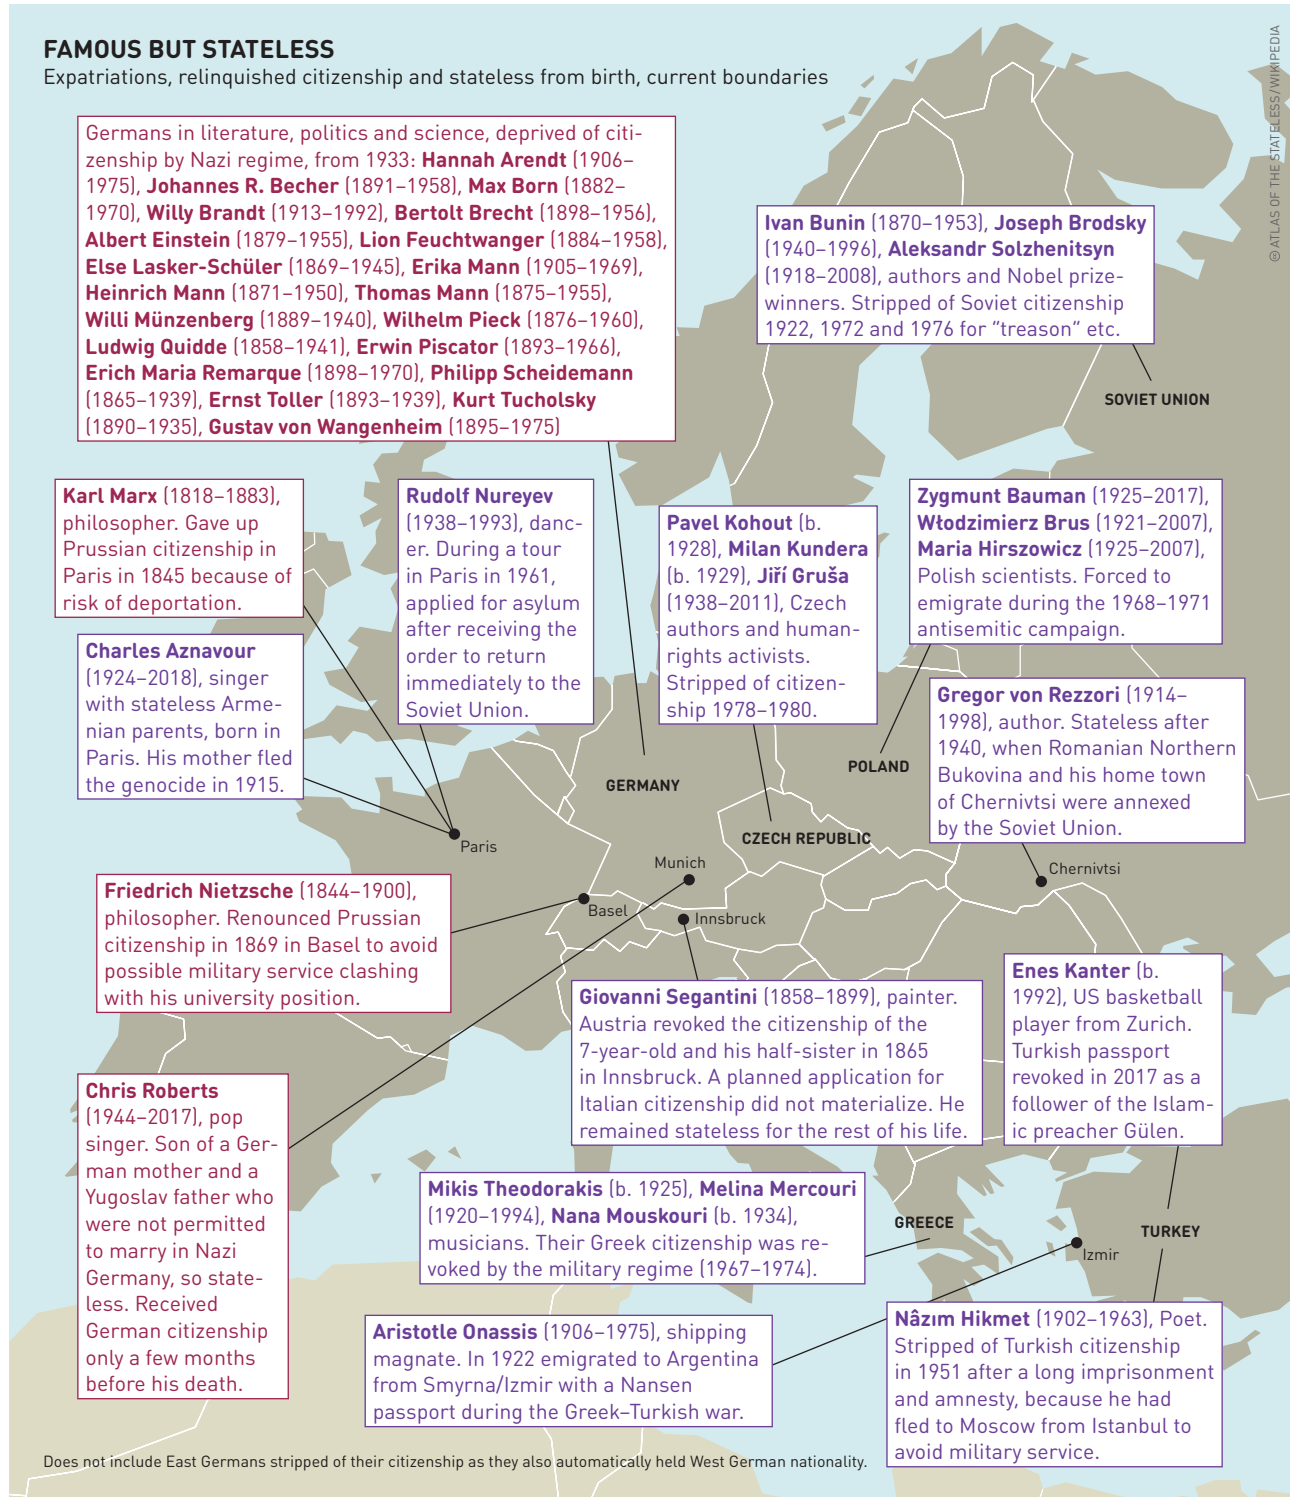 FAMOUS BUT STATELESS
Expatriations, relinquished citizenship and stateless from birth, current boundaries
© ATLAS OF THE STATELESS/WIKIPEDIA
Germans in literature, politics and science, deprived of citi-
zenship by Nazi regime, from 1933: Hannah Arendt (1906–
1975), Johannes R. Becher (1891–1958), Max Born (1882–
1970), Willy Brandt (1913–1992), Bertolt Brecht (1898–1956),
Albert Einstein (1879–1955), Lion Feuchtwanger (1884–1958),
Else Lasker-Schüler (1869–1945), Erika Mann (1905–1969),
Heinrich Mann (1871–1950), Thomas Mann (1875–1955),
Willi Münzenberg (1889–1940), Wilhelm Pieck (1876–1960),
Ludwig Quidde (1858–1941), Erwin Piscator (1893–1966),
Erich Maria Remarque (1898–1970), Philipp Scheidemann
(1865–1939), Ernst Toller (1893–1939), Kurt Tucholsky
(1890–1935), Gustav von Wangenheim (1895–1975)
Ivan Bunin (1870–1953), Joseph Brodsky
(1940–1996), Aleksandr Solzhenitsyn
(1918–2008), authors and Nobel prize-
winners. Stripped of Soviet citizenship
1922, 1972 and 1976 for “treason” etc.
SOVIET UNION
Karl Marx (1818–1883),
philosopher. Gave up
Prussian citizenship in
Paris in 1845 because of
risk of deportation.
Charles Aznavour
(1924–2018), singer
with stateless Arme-
nian parents, born in
Paris. His mother fled
the genocide in 1915.
Rudolf Nureyev
(1938–1993), danc-
er. During a tour
in Paris in 1961,
applied for asylum
after receiving the
order to return
immediately to the
Soviet Union.
Pavel Kohout (b.
1928), Milan Kundera
(b. 1929), Jiří Gruša
(1938–2011), Czech
authors and human-
rights activists.
Stripped of citizen-
ship 1978–1980.
Zygmunt Bauman (1925–2017),
Włodzimierz Brus (1921–2007),
Maria Hirszowicz (1925–2007),
Polish scientists. Forced to
emigrate during the 1968–1971
antisemitic campaign.
Gregor von Rezzori (1914–
1998), author. Stateless after
1940, when Romanian Northern
Bukovina and his home town
of Chernivtsi were annexed
by the Soviet Union.
POLAND
GERMANY
CZECH REPUBLIC
Paris
Munich
Chernivtsi
Basel
Innsbruck
Friedrich Nietzsche (1844–1900),
philosopher. Renounced Prussian
citizenship in 1869 in Basel to avoid
possible military service clashing
with his university position.
Giovanni Segantini (1858–1899), painter.
Austria revoked the citizenship of the
7-year-old and his half-sister in 1865
in Innsbruck. A planned application for
Italian citizenship did not materialize. He
remained stateless for the rest of his life.
Enes Kanter (b.
1992), US basketball
player from Zurich.
Turkish passport
revoked in 2017 as a
follower of the Islam-
ic preacher Gülen.
Chris Roberts
(1944–2017), pop
singer. Son of a Ger-
man mother and a
Yugoslav father who
were not permitted
to marry in Nazi
Germany, so state-
less. Received
German citizenship
only a few months
before his death.
Mikis Theodorakis (b. 1925), Melina Mercouri
(1920–1994), Nana Mouskouri (b. 1934),
musicians. Their Greek citizenship was re-
voked by the military regime (1967–1974).
GREECE
TURKEY
Izmir
Aristotle Onassis (1906–1975), shipping
magnate. In 1922 emigrated to Argentina
from Smyrna/Izmir with a Nansen
passport during the Greek–Turkish war.
Nâzım Hikmet (1902–1963), Poet.
Stripped of Turkish citizenship
in 1951 after a long imprisonment
and amnesty, because he had
fled to Moscow from Istanbul to
avoid military service.
Does not include East Germans stripped of their citizenship as they also automatically held West German nationality.